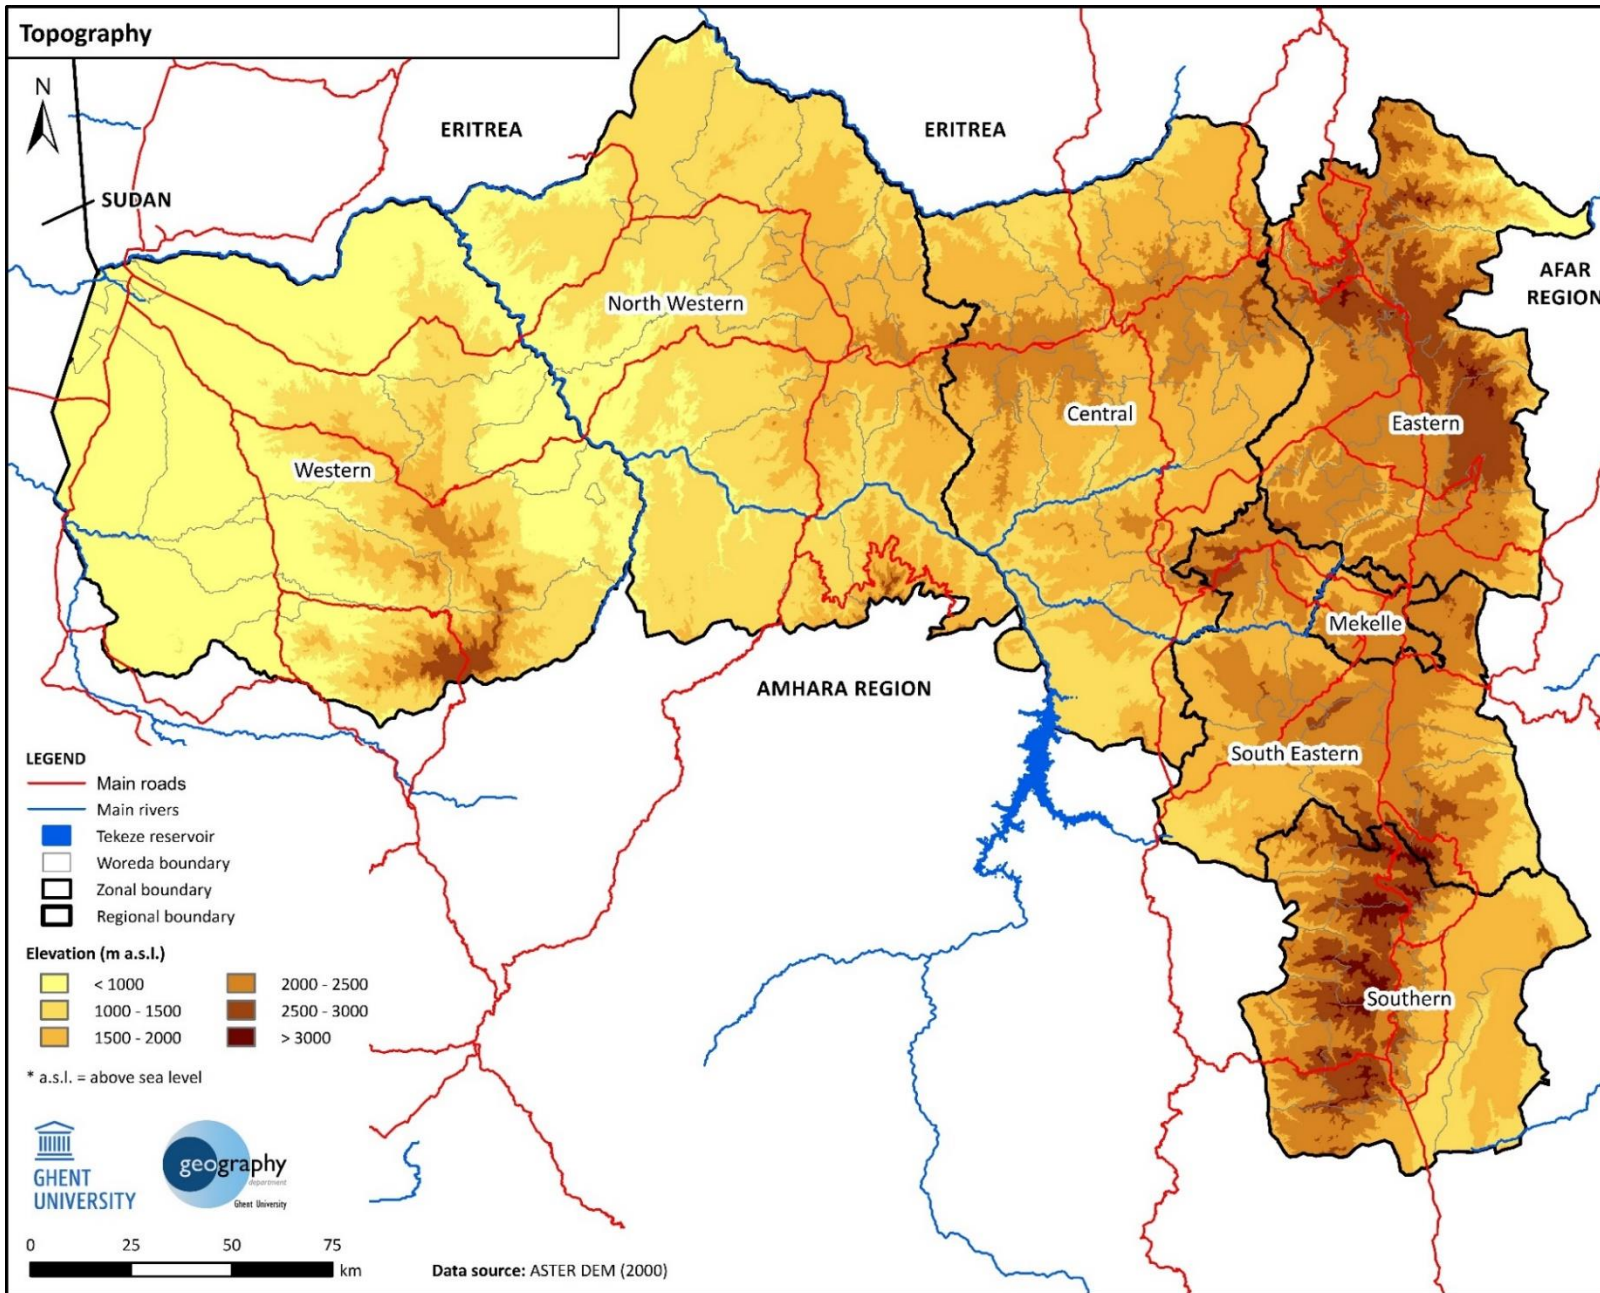 Topography
N
ERITREA
ERITREA
SUDAN
AFAR
REGION
North Western
Central
Eastern
Western
Mekelle
AMHARA REGION
South Eastern
Southern
LEGEND
Main roads
Main rivers
Tekeze reservoir
Woreda boundary
Zonal boundary
Regional boundary
Elevation (m a.s.l.)
< 1000
2000 - 2500
1000 - 1500
2500 - 3000
1500 - 2000
> 3000
* a.s.l. = above sea level
GHENT
UNIVERSITY
geography
department
Ghent University
0 25 50 75
km
Data source: ASTER DEM (2000)